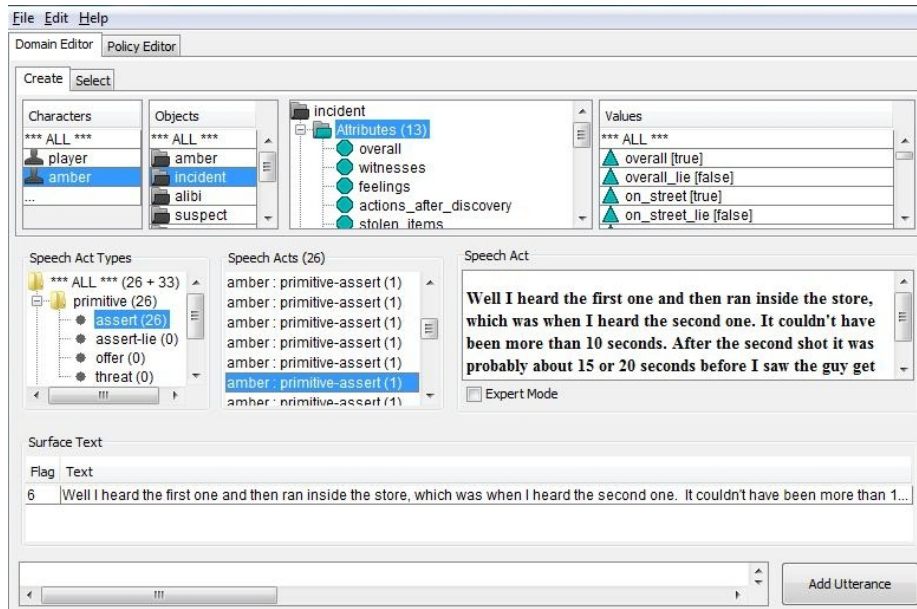 File Edit Help
Domain Editor Policy Editor
Create Select
Characters
*** ALL ***
player
amber
...
Objects
*** ALL ***
amber
incident
alibi
suspect
incident
Attributes (13)
overall
witnesses
feelings
actions_after_discovery
stolen_items
Values
*** ALL ***
overall [true]
overall_lie [false]
on_street [true]
on_street_lie [false]
Speech Act Types
*** ALL *** (26 + 33)
primitive (26)
assert (26)
assert-lie (0)
offer (0)
threat (0)
Speech Acts (26)
amber : primitive-assert (1)
amber : primitive-assert (1)
amber : primitive-assert (1)
amber : primitive-assert (1)
amber : primitive-assert (1)
amber : primitive-assert (1)
amber : primitive-assert (1)
Speech Act
Well I heard the first one and then ran inside the store,
which was when I heard the second one. It couldn't have
been more than 10 seconds. After the second shot it was
probably about 15 or 20 seconds before I saw the guy get
Expert Mode
Surface Text
Flag Text
6 Well I heard the first one and then ran inside the store, which was when I heard the second one. It couldn't have been more than 1...
Add Utterance